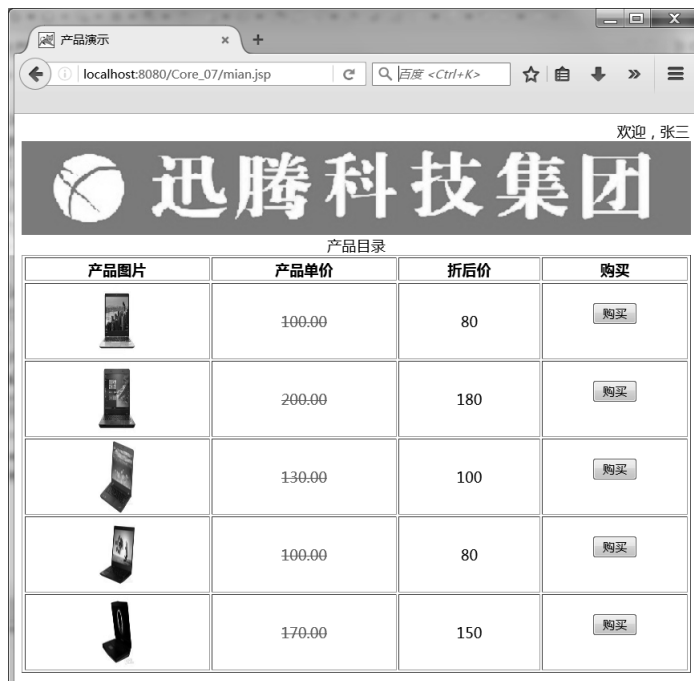 产品演示
localhost:8080/Core_07/mian.jsp
百度 <Ctrl+K>
欢迎，张三
迅腾科技集团
产品目录
产品图片 产品单价 折后价 购买
100.00 80 购买
200.00 180 购买
130.00 100 购买
100.00 80 购买
170.00 150 购买